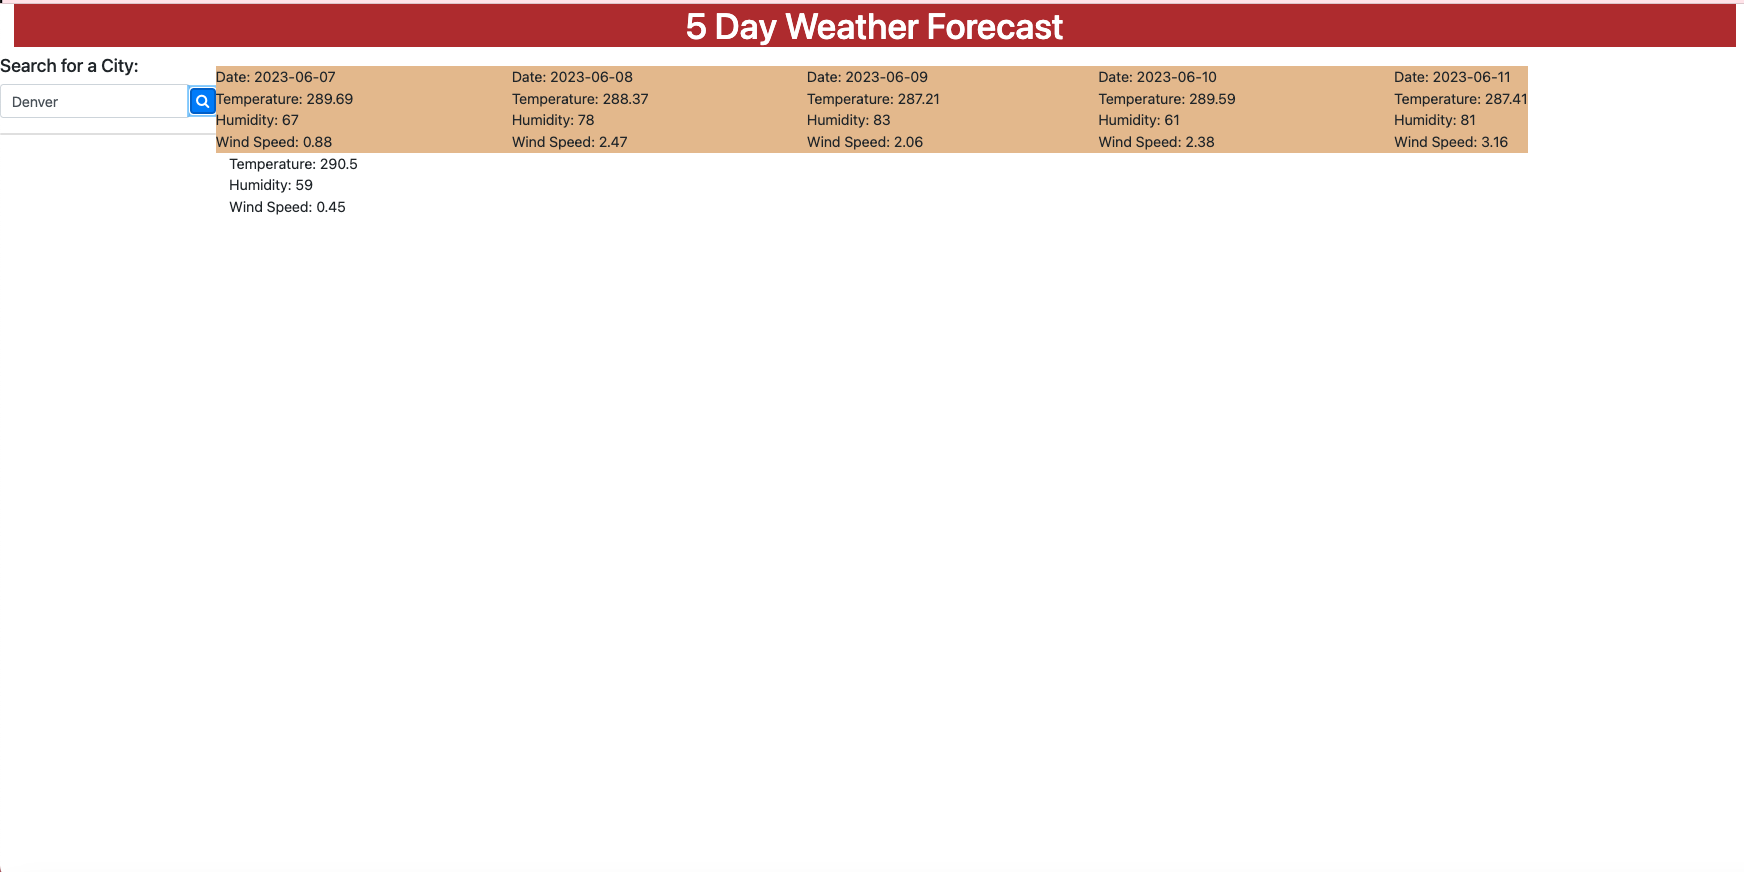 5 Day Weather Forecast
Search for a City:
Denver
Date: 2023-06-07
Temperature: 289.69
Humidity: 67
Wind Speed: 0.88
Date: 2023-06-08
Temperature: 288.37
Humidity: 78
Wind Speed: 2.47
Date: 2023-06-09
Temperature: 287.21
Humidity: 83
Wind Speed: 2.06
Date: 2023-06-10
Temperature: 289.59
Humidity: 61
Wind Speed: 2.38
Date: 2023-06-11
Temperature: 287.41
Humidity: 81
Wind Speed: 3.16
Temperature: 290.5
Humidity: 59
Wind Speed: 0.45